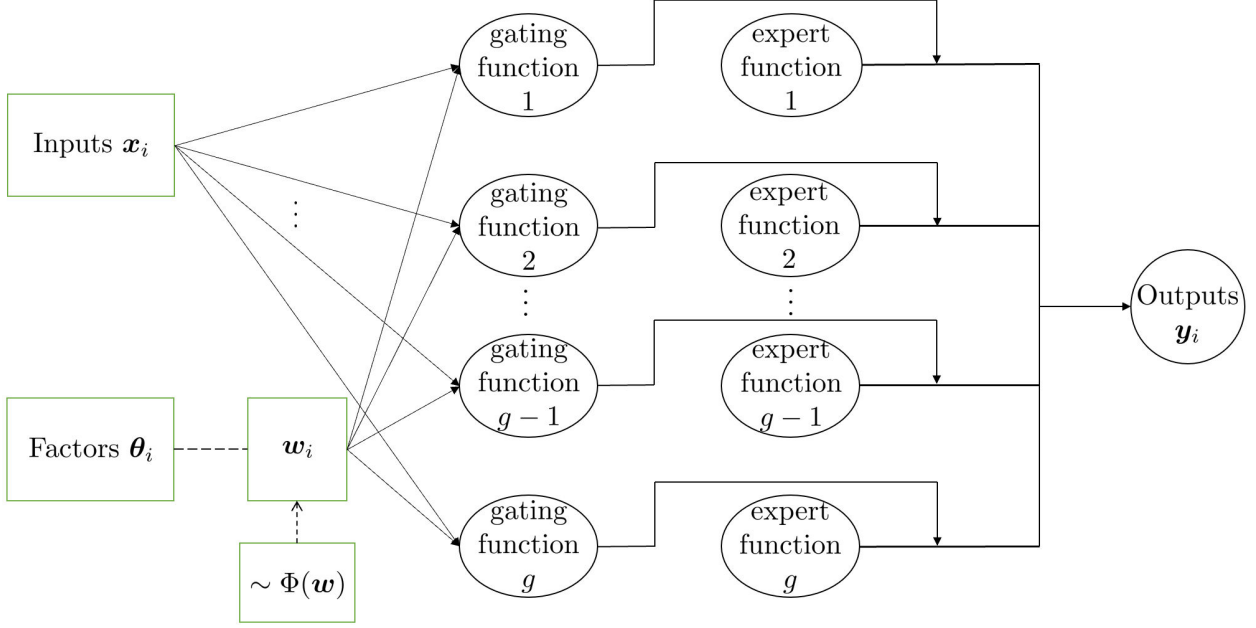 gating
function
1
expert
function
1
Inputs 𝒙ᵢ
⋮
gating
function
2
expert
function
2
⋮
⋮
Outputs
𝒚ᵢ
gating
function
g − 1
expert
function
g − 1
Factors 𝜽ᵢ
𝒘ᵢ
gating
function
g
expert
function
g
∼ Φ(𝒘)